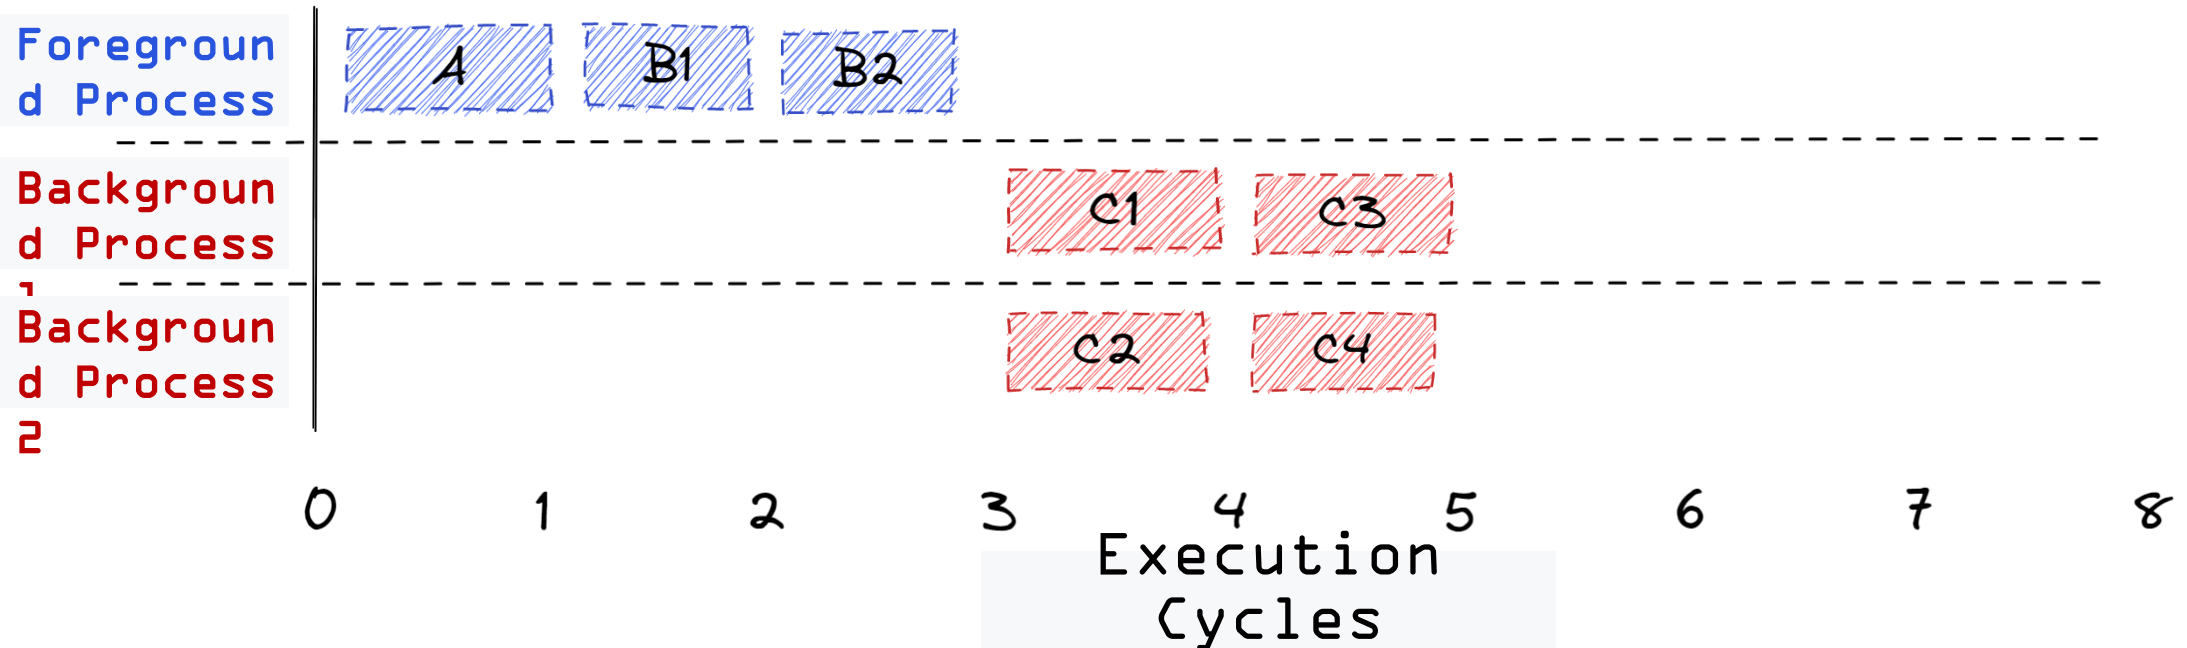 Foregroun
d Process
A
B1
B2
Backgroun
d Process
1
C1
C3
Backgroun
d Process
2
C2
C4
0 1 2 3 4 5 6 7 8
Execution
Cycles